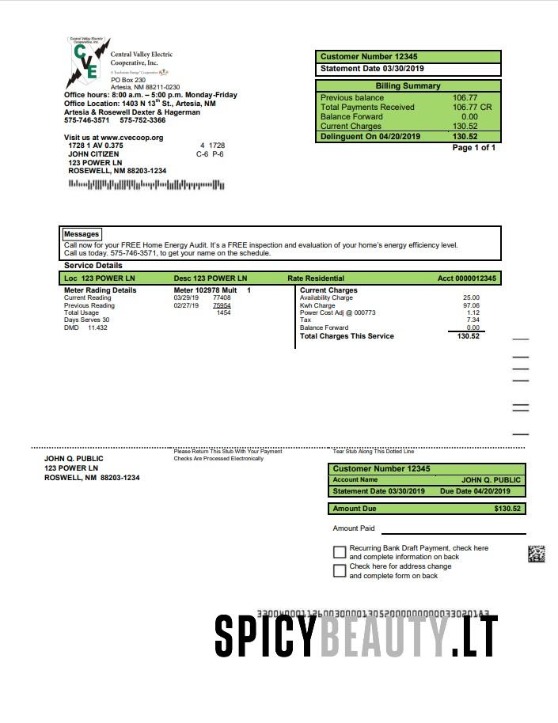 Central Valley Electric
Cooperative, Inc.
CVE
Central Valley Electric
Cooperative, Inc.
PO Box 230
Artesia, NM 88211-0230
Office hours: 8:00 a.m. – 5:00 p.m. Monday-Friday
Office Location: 1403 N 13th St., Artesia, NM
Artesia & Rosewell Dexter & Hagerman
575-746-3571 575-752-3366
Customer Number 12345
Statement Date 03/30/2019
Billing Summary
Previous balance 106.77
Total Payments Received 106.77 CR
Balance Forward 0.00
Current Charges 130.52
Delinguent On 04/20/2019 130.52
Page 1 of 1
Visit us at www.cvecoop.org
1728 1 AV 0.375 4 1728
JOHN CITIZEN C-6 P-6
123 POWER LN
ROSEWELL, NM 88203-1234
Messages
Call now for your FREE Home Energy Audit. It's a FREE inspection and evaluation of your home's energy efficiency level.
Call us today, 575-746-3571, to get your name on the schedule.
Service Details
Loc 123 POWER LN Desc 123 POWER LN Rate Residential Acct 0000012345
Meter Rading Details Meter 102978 Mult 1 Current Charges
Current Reading 03/29/19 77408 Availability Charge 25.00
Previous Reading 02/27/19 75954 Kwh Charge 97.06
Total Usage 1454 Power Cost Adj @ 000773 1.12
Days Serves 30 Tax 7.34
DMD 11.432 Balance Forward 0.00
Total Charges This Service 130.52
Please Return This Stub With Your Payment Tear Stub Along This Dotted Line
Checks Are Processed Electronically
JOHN Q. PUBLIC
123 POWER LN
ROSWELL, NM 88203-1234
Customer Number 12345
Account Name JOHN Q. PUBLIC
Statement Date 03/30/2019 Due Date 04/20/2019
Amount Due $130.52
Amount Paid
Recurring Bank Draft Payment, check here
and complete information on back
Check here for address change
and complete form on back
SPICYBEAUTY.LT